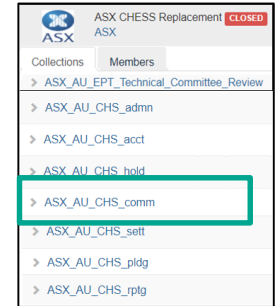 ASX CHESS Replacement CLOSED
ASX
ASX
Collections Members
> ASX_AU_EPT_Technical_Committee_Review
> ASX_AU_CHS_admn
> ASX_AU_CHS_acct
> ASX_AU_CHS_hold
> ASX_AU_CHS_comm
> ASX_AU_CHS_sett
> ASX_AU_CHS_pldg
> ASX_AU_CHS_rptg